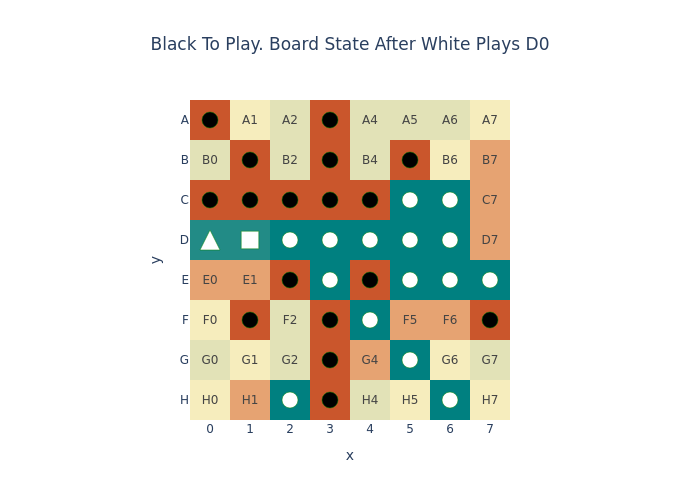 Black To Play. Board State After White Plays D0
A A1 A2 A4 A5 A6 A7
B B0 B2 B4 B6 B7
C C7
D D7
E E0 E1
F F0 F2 F5 F6
G G0 G1 G2 G4 G6 G7
H H0 H1 H4 H5 H7
0 1 2 3 4 5 6 7
x
y